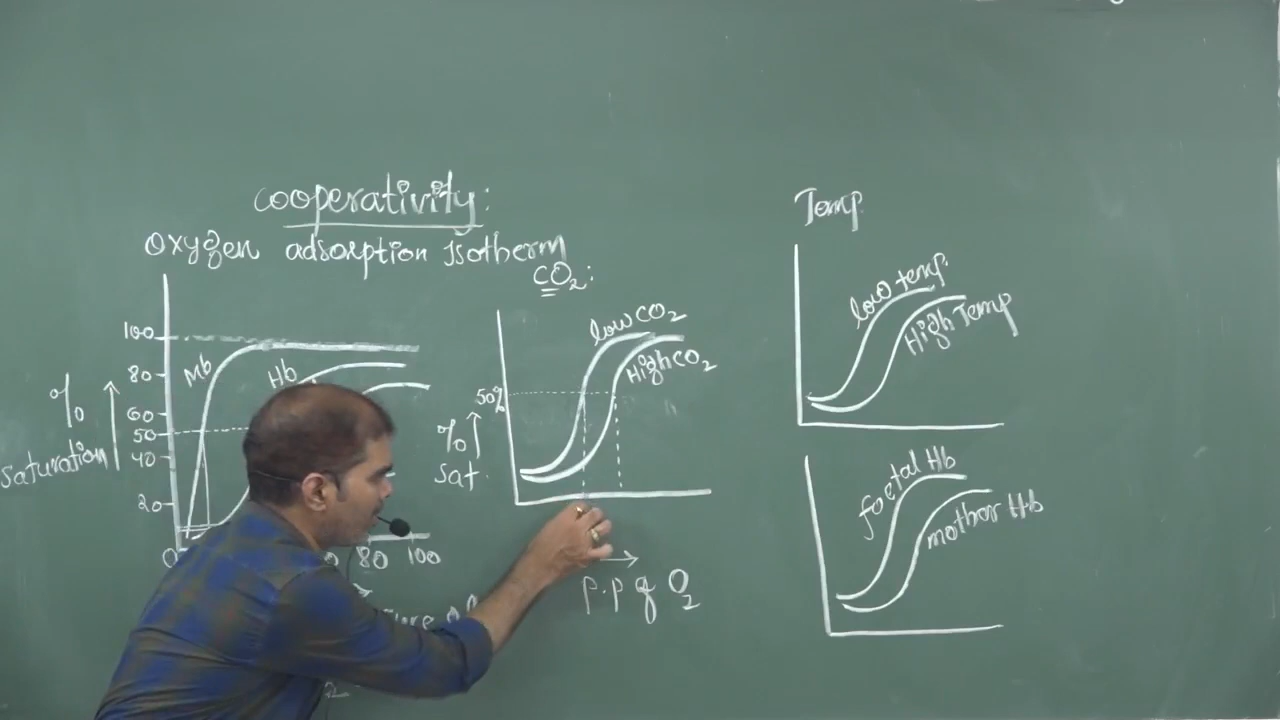 cooperativity:
Oxygen adsorption Isotherm
CO2:
100
80
60
50
40
20
0
80 100
%
saturation
Mb
Hb
low CO2
High CO2
50%
%
sat.
p.p of O2
Temp.
low temp.
High Temp
foetal Hb
mother Hb